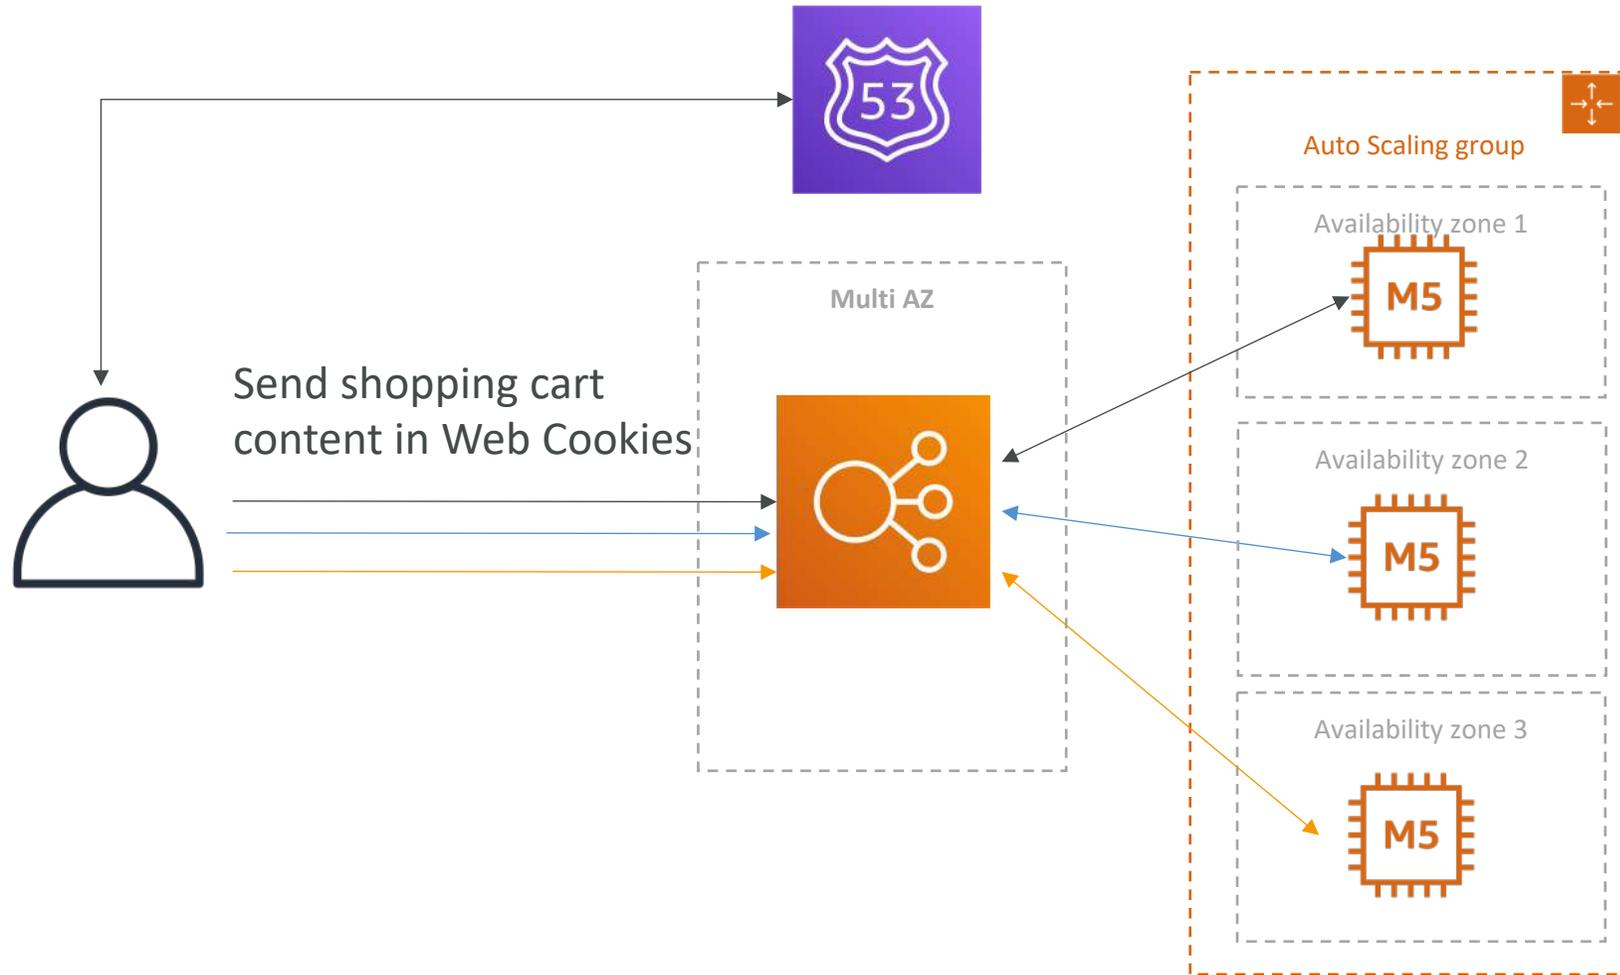 53
Auto Scaling group
Availability zone 1
M5
Multi AZ
Send shopping cart
content in Web Cookies
Availability zone 2
M5
Availability zone 3
M5